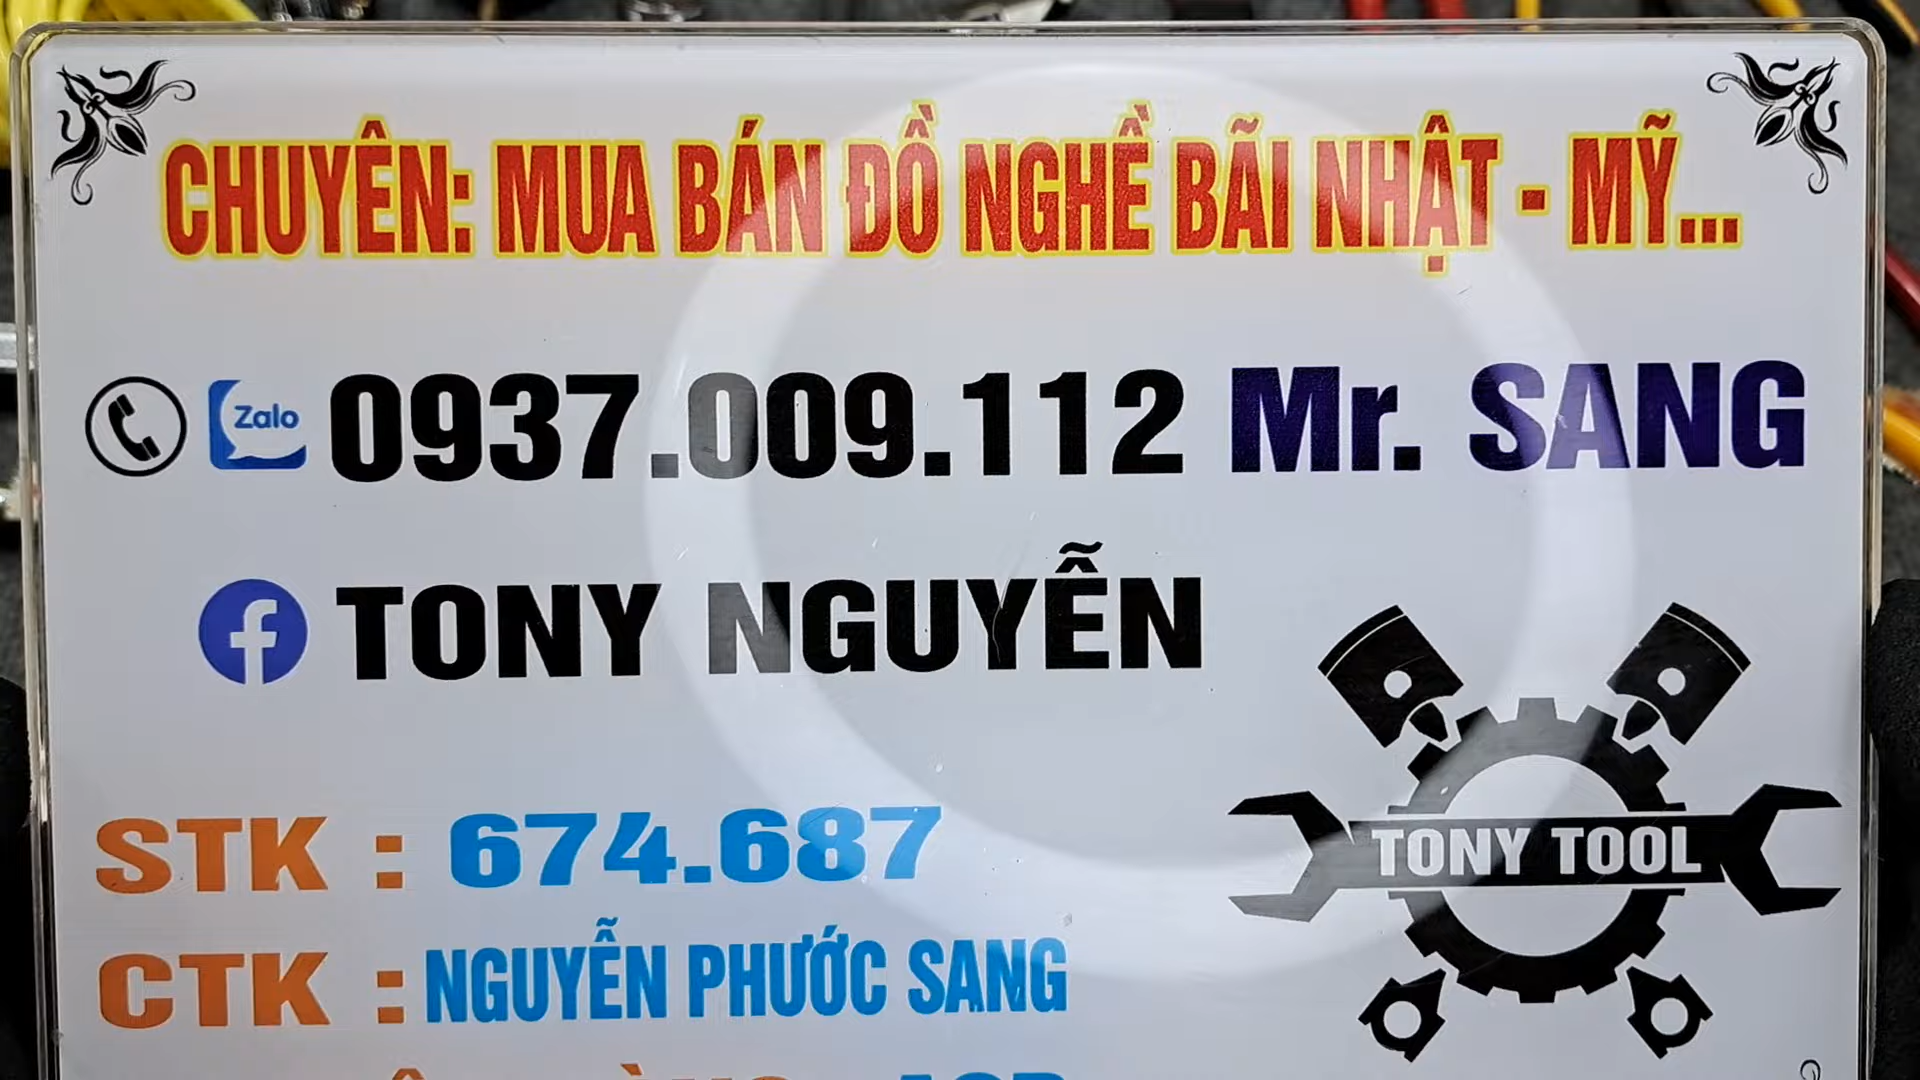 CHUYÊN: MUA BÁN ĐỒ NGHỀ BÃI NHẬT - MỸ...
Zalo 0937.009.112 Mr. SANG
TONY NGUYỄN
STK : 674.687
TONY TOOL
CTK : NGUYỄN PHƯỚC SANG